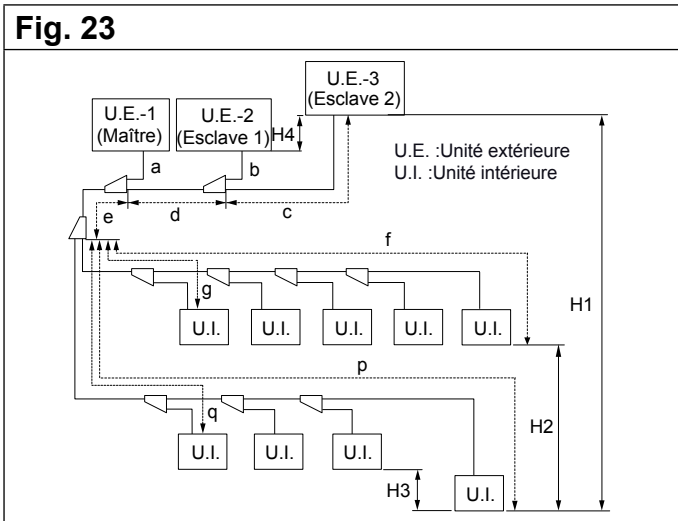 Fig. 23
U.E.-3
(Esclave 2)
U.E.-1
(Maître)
U.E.-2
(Esclave 1)
H4
U.E. :Unité extérieure
U.I. :Unité intérieure
a
b
e
d
c
f
g
H1
U.I.
U.I.
U.I.
U.I.
U.I.
p
H2
q
U.I.
U.I.
U.I.
H3
U.I.